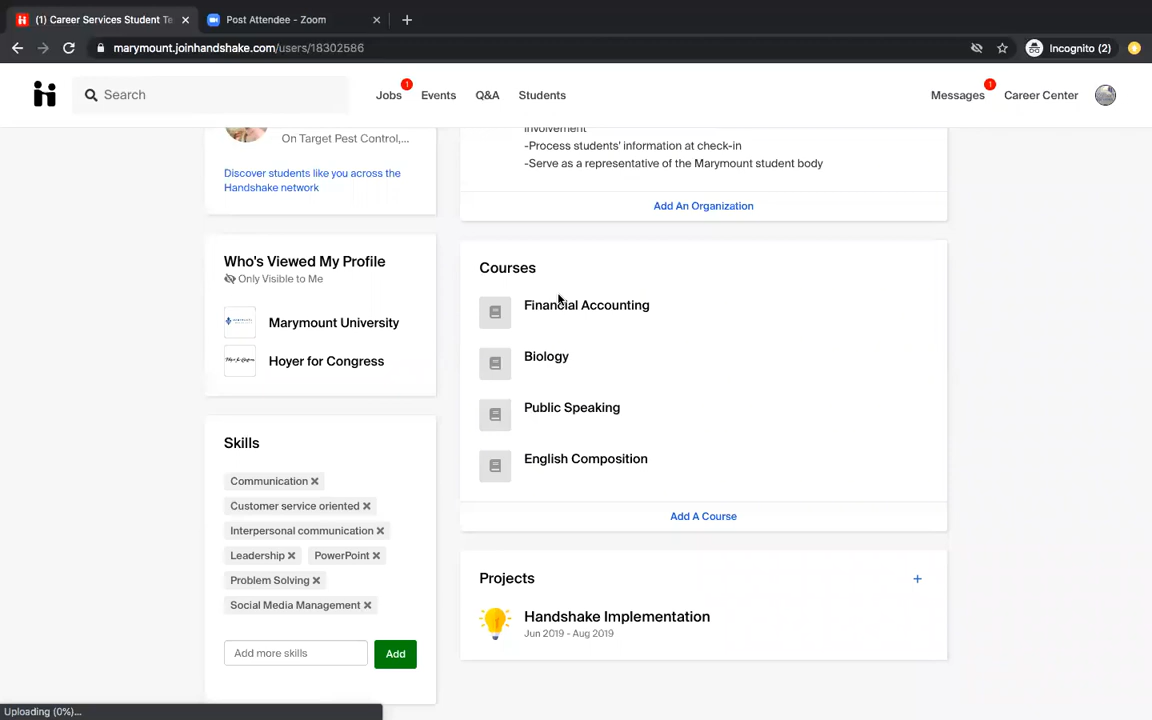 (1) Career Services Student Te
Post Attendee - Zoom
marymount.joinhandshake.com/users/18302586
Incognito (2)
Search
Jobs
1
Events
Q&A
Students
Messages
1
Career Center
On Target Pest Control,...
Discover students like you across the
Handshake network
Who's Viewed My Profile
Only Visible to Me
Marymount University
Hoyer for Congress
Skills
Communication
Customer service oriented
Interpersonal communication
Leadership
PowerPoint
Problem Solving
Social Media Management
Add more skills
Add
involvement
-Process students' information at check-in
-Serve as a representative of the Marymount student body
Add An Organization
Courses
Financial Accounting
Biology
Public Speaking
English Composition
Add A Course
Projects
Handshake Implementation
Jun 2019 - Aug 2019
Uploading (0%)...